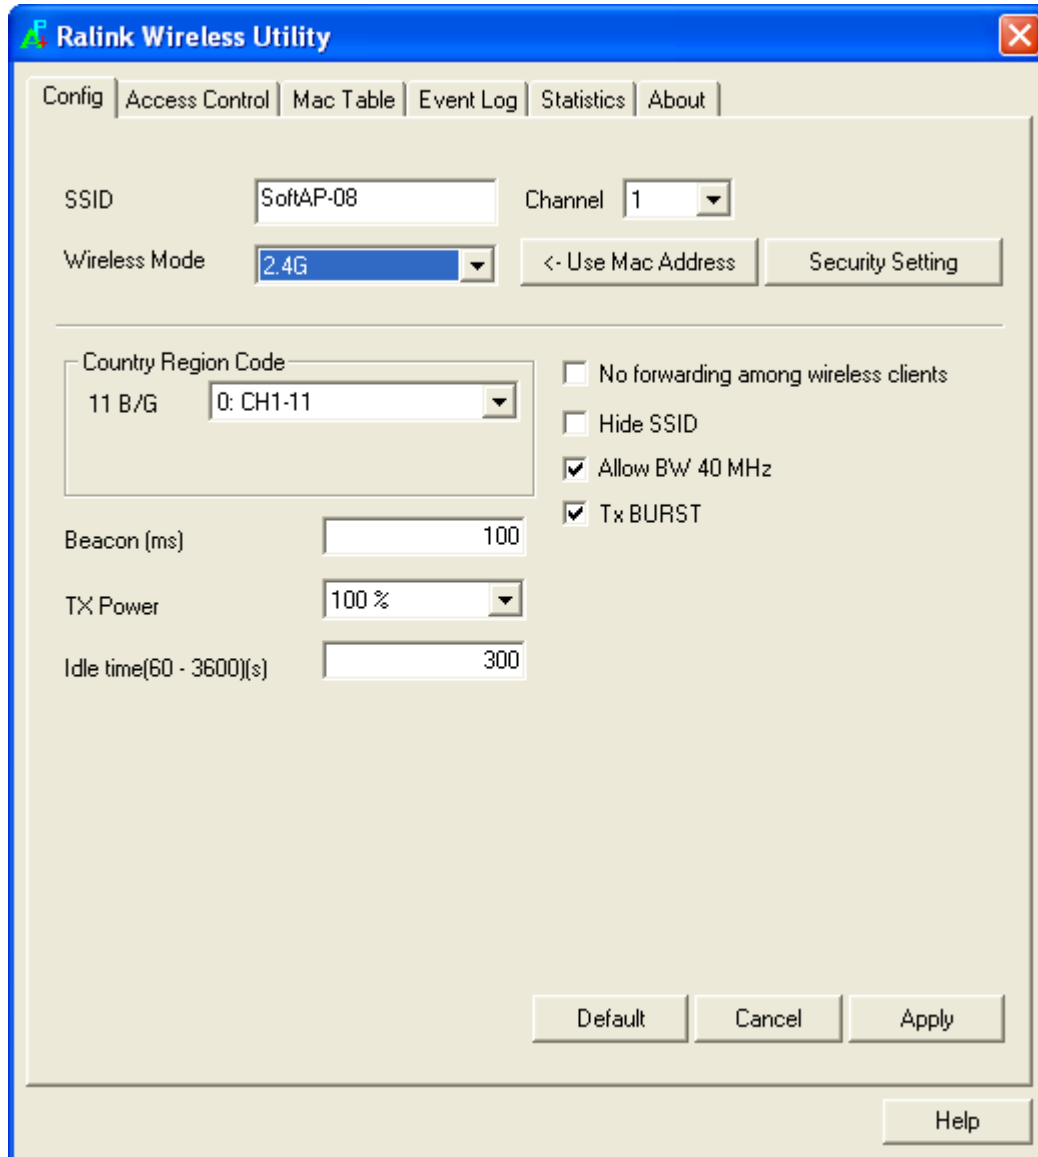 Ralink Wireless Utility
Config Access Control Mac Table Event Log Statistics About
SSID SoftAP-08 Channel 1
Wireless Mode 2.4G <- Use Mac Address Security Setting
Country Region Code
11 B/G 0: CH1-11
No forwarding among wireless clients
Hide SSID
Allow BW 40 MHz
Tx BURST
Beacon (ms) 100
TX Power 100 %
Idle time(60 - 3600)(s) 300
Default Cancel Apply
Help